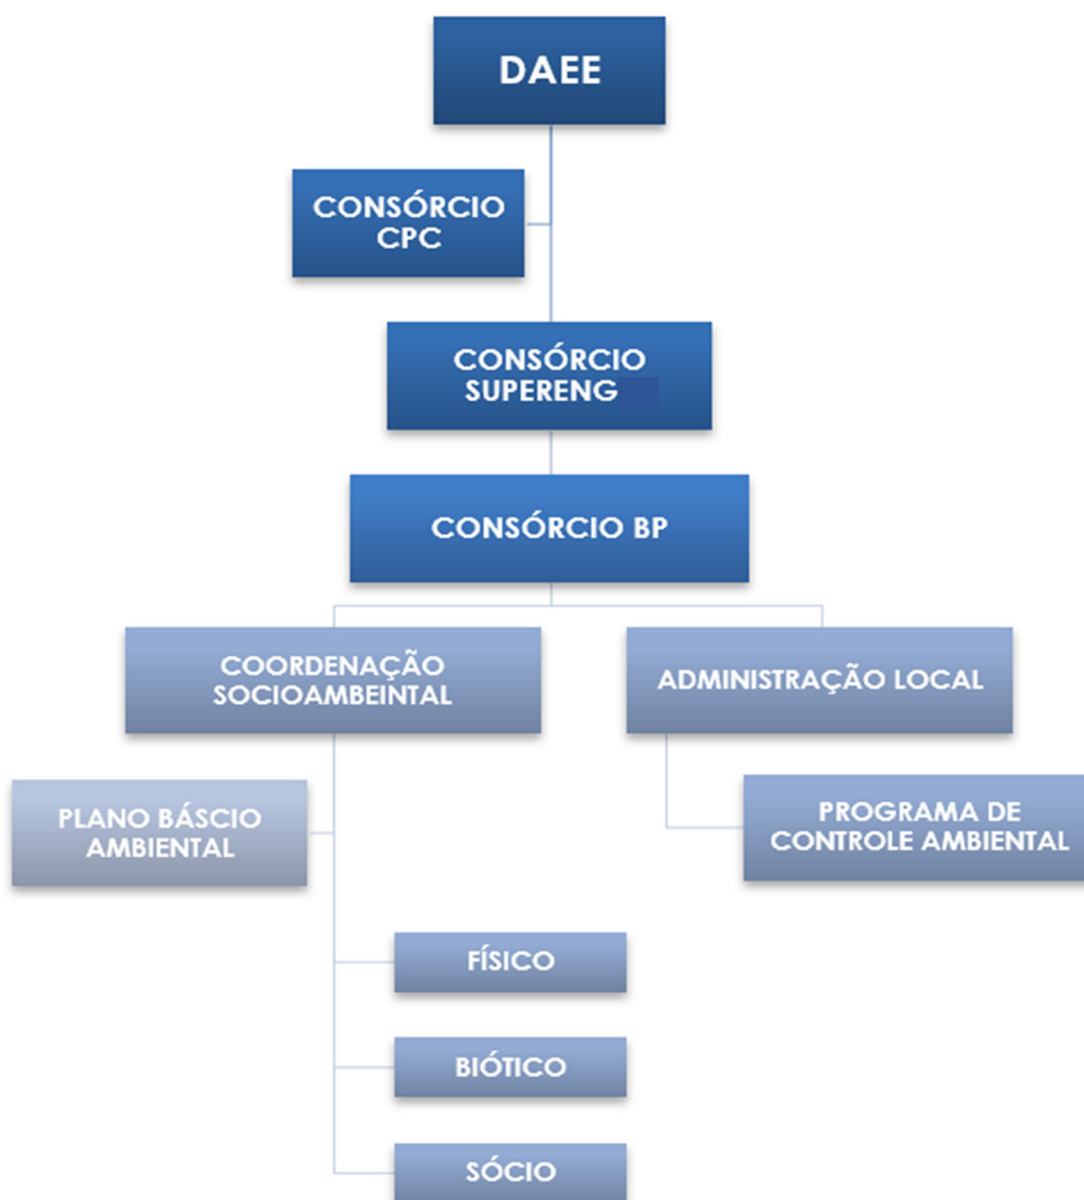 DAEE
CONSÓRCIO
CPC
CONSÓRCIO
SUPERENG
CONSÓRCIO BP
COORDENAÇÃO
SOCIOAMBEINTAL
ADMINISTRAÇÃO LOCAL
PLANO BÁSCIO
AMBIENTAL
PROGRAMA DE
CONTROLE AMBIENTAL
FÍSICO
BIÓTICO
SÓCIO